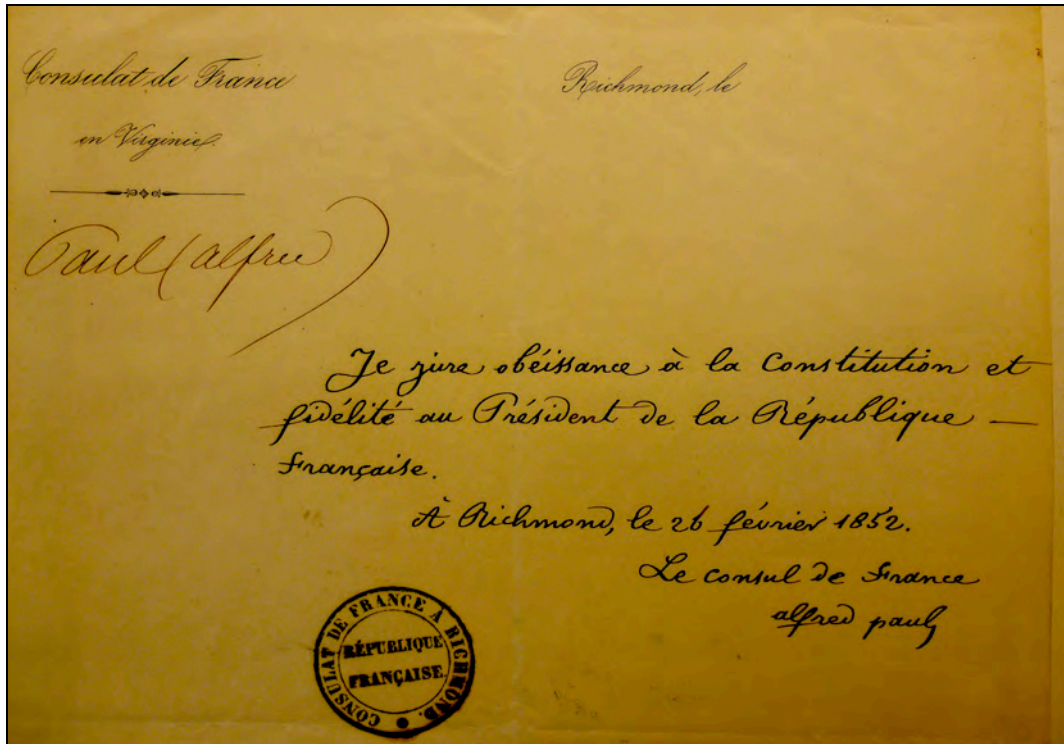 Consulat de France
en Virginie.
Richmond, le
Paul (alfred)
Je jure obéissance à la Constitution et
fidélité au Président de la République —
française.
À Richmond, le 26 février 1852.
Le consul de france
alfred paul
CONSULAT DE FRANCE À RICHMOND.
RÉPUBLIQUE
FRANÇAISE.